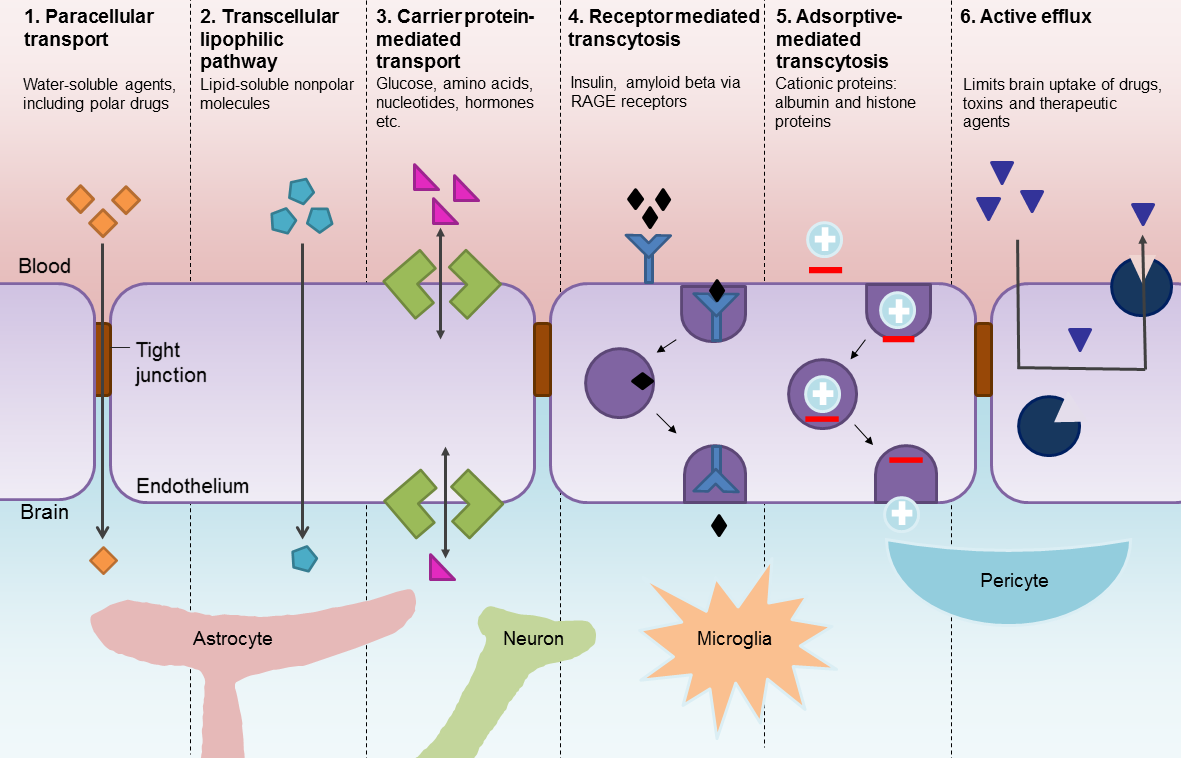 1. Paracellular
transport
Water-soluble agents,
including polar drugs
2. Transcellular
lipophilic
pathway
Lipid-soluble nonpolar
molecules
3. Carrier protein-
mediated
transport
Glucose, amino acids,
nucleotides, hormones
etc.
4. Receptor mediated
transcytosis
Insulin, amyloid beta via
RAGE receptors
5. Adsorptive-
mediated
transcytosis
Cationic proteins:
albumin and histone
proteins
6. Active efflux
Limits brain uptake of drugs,
toxins and therapeutic
agents
Blood
Tight
junction
Endothelium
Brain
Pericyte
Astrocyte
Neuron
Microglia